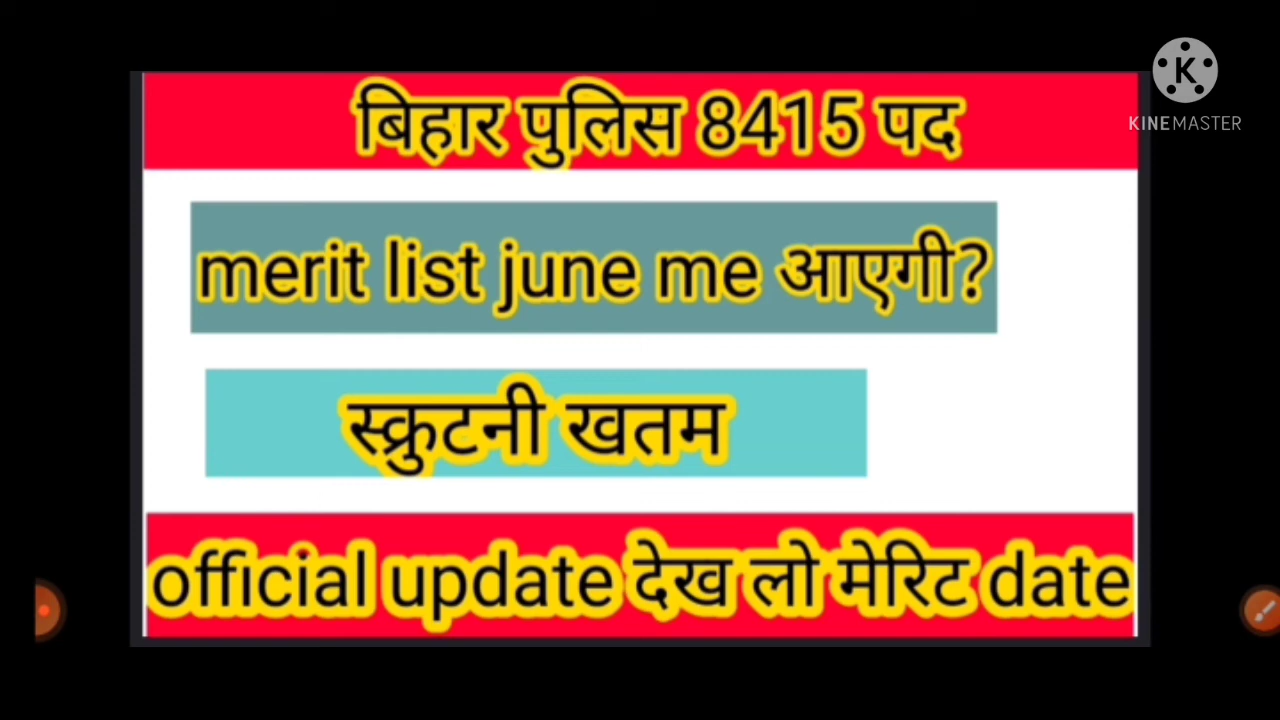 बिहार पुलिस 8415 पद
KINEMASTER
merit list june me आएगी?
स्क्रुटनी खतम
official update देख लो मेरिट date